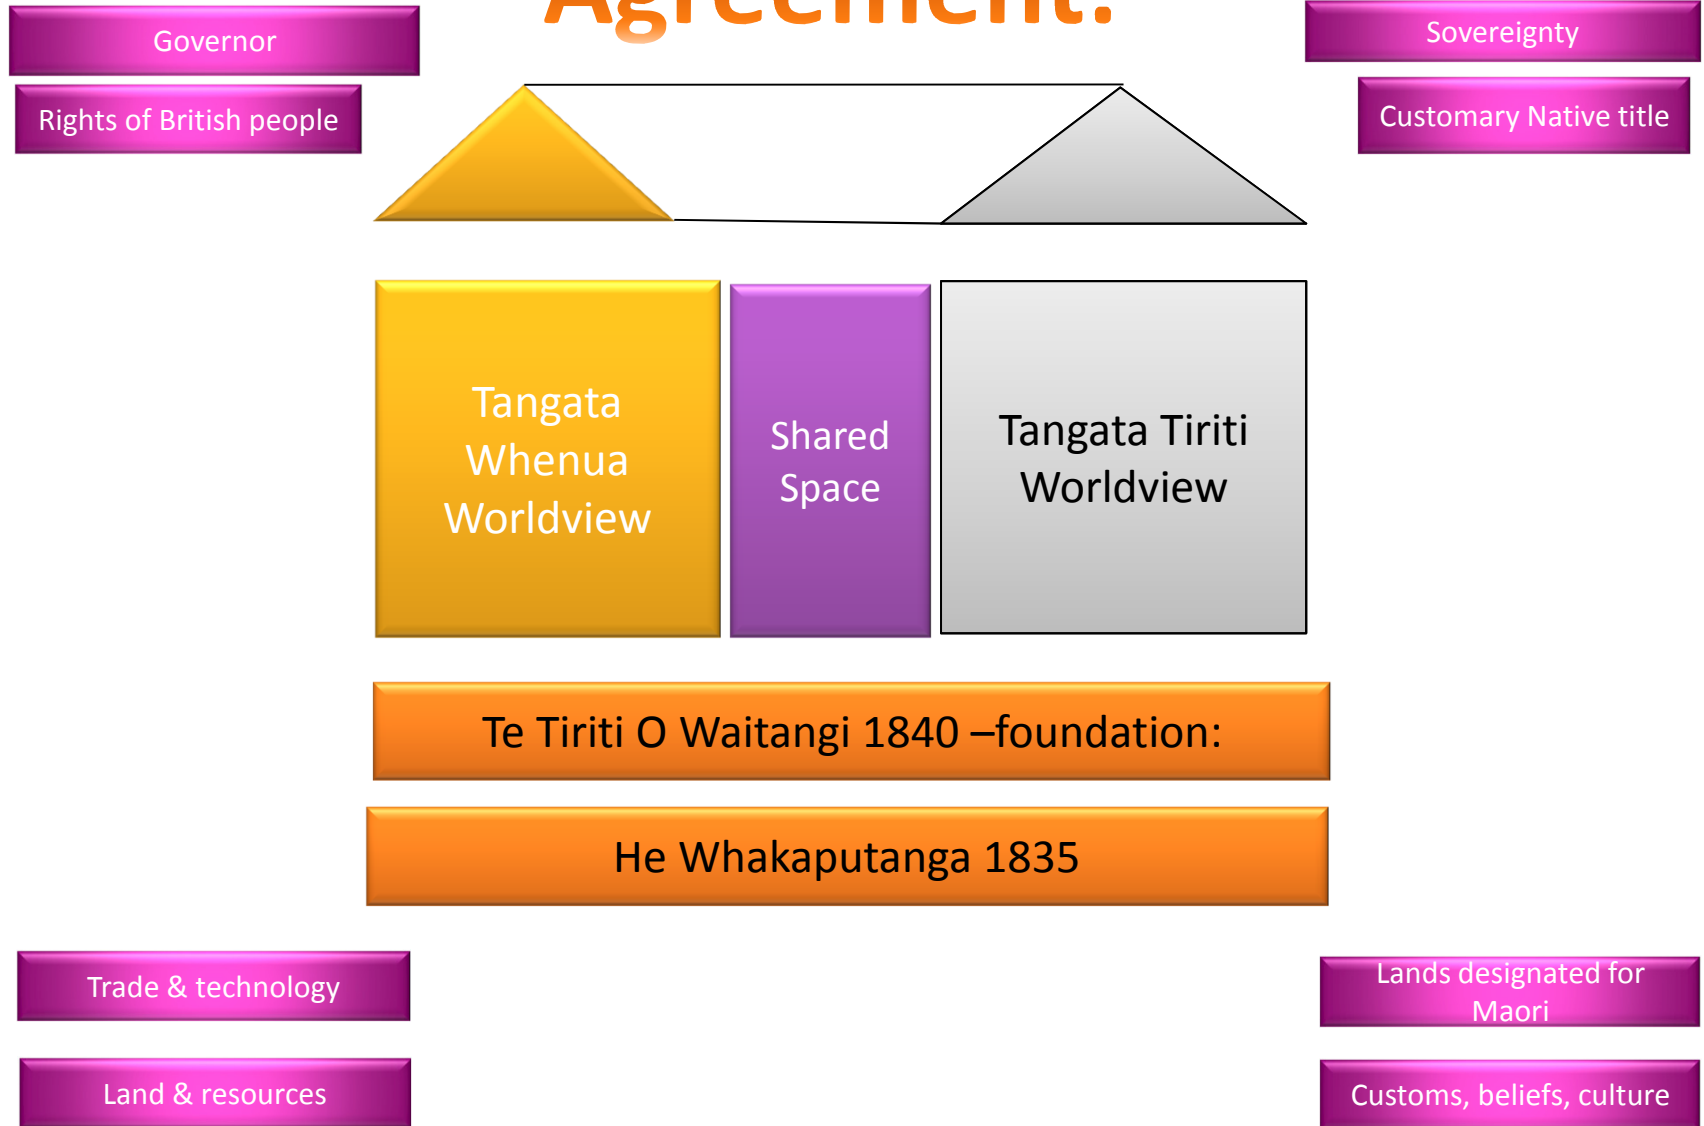 Agreement:
Governor
Sovereignty
Rights of British people
Customary Native title
Tangata
Whenua
Worldview
Shared
Space
Tangata Tiriti
Worldview
Te Tiriti O Waitangi 1840 –foundation:
He Whakaputanga 1835
Trade & technology
Lands designated for
Maori
Land & resources
Customs, beliefs, culture